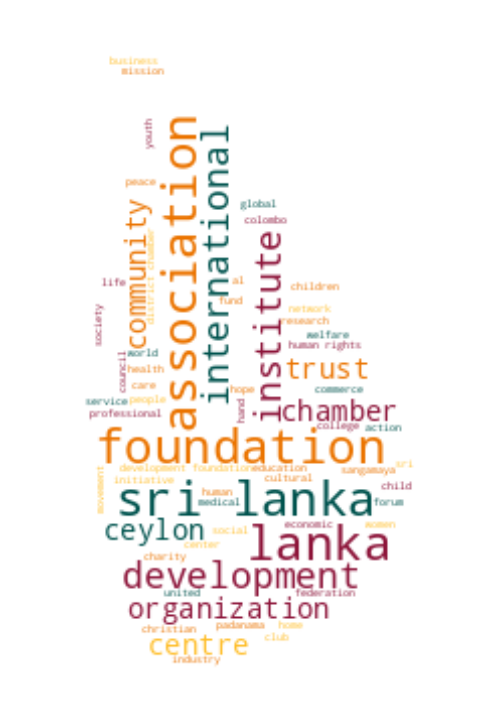 business
mission
youth
association
international
peace
community
global
colombo
district chamber
institute
life
al
children
fund
society
network
research
welfare
human rights
council
world
health
trust
care
hope
commerce
service
people
hand
chamber
professional
college
action
foundation
development foundation
education
sangamaya
sri
movement
initiative
cultural
child
sri lanka
human
medical
forum
ceylon
social
economic
women
lanka
center
charity
development
united
federation
organization
christian
padanama
home
club
centre
industry